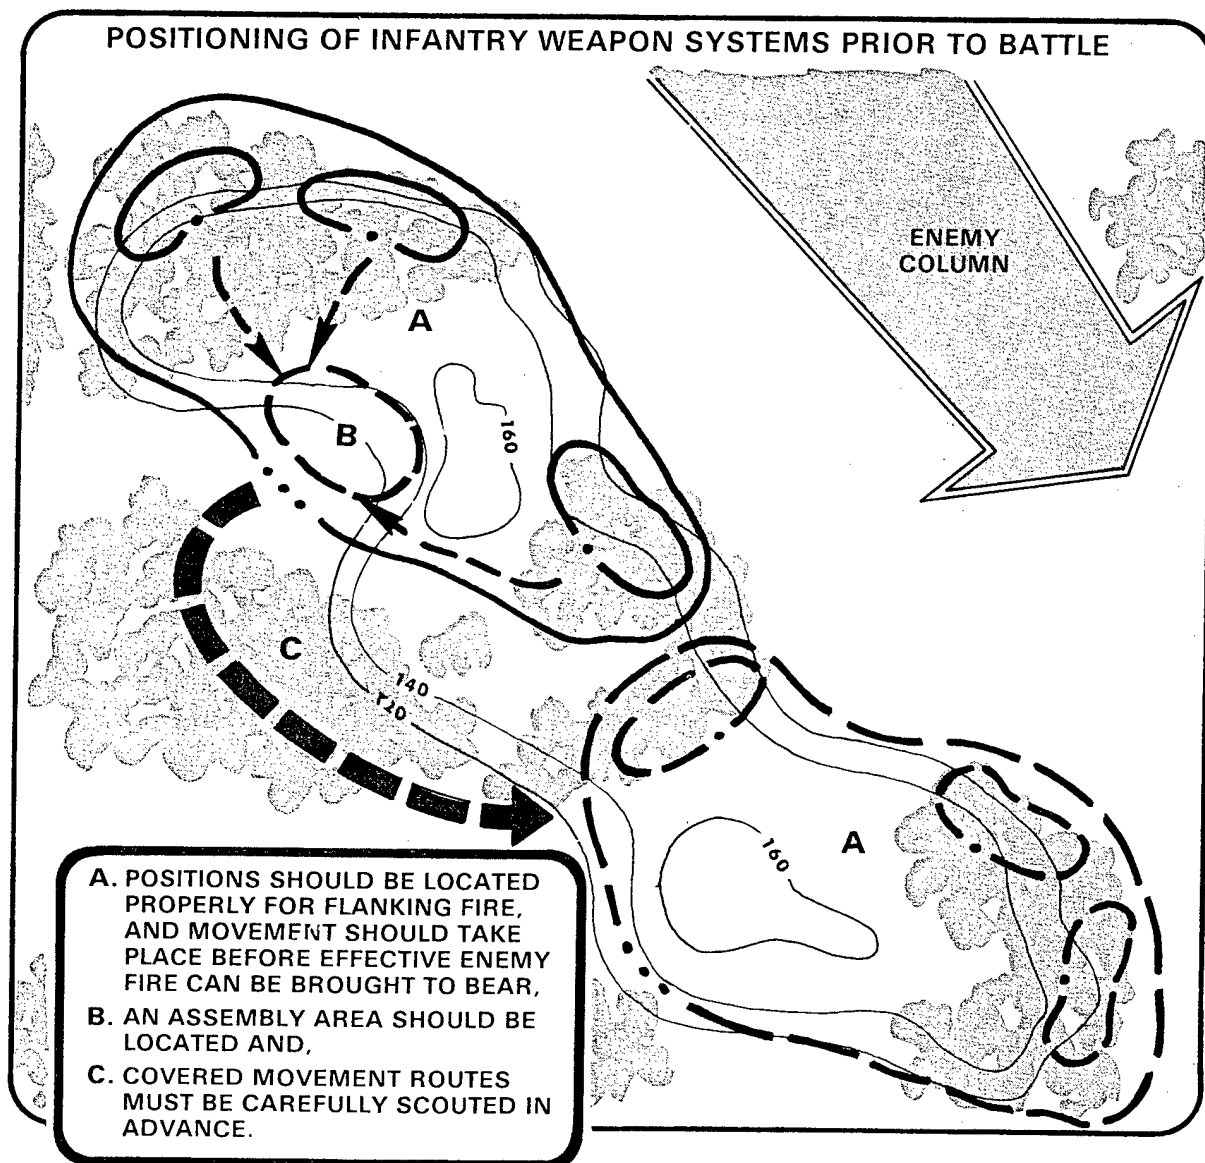 POSITIONING OF INFANTRY WEAPON SYSTEMS PRIOR TO BATTLE
ENEMY
COLUMN
A
B
160
C
140
120
A
160
A. POSITIONS SHOULD BE LOCATED
PROPERLY FOR FLANKING FIRE,
AND MOVEMENT SHOULD TAKE
PLACE BEFORE EFFECTIVE ENEMY
FIRE CAN BE BROUGHT TO BEAR,
B. AN ASSEMBLY AREA SHOULD BE
LOCATED AND,
C. COVERED MOVEMENT ROUTES
MUST BE CAREFULLY SCOUTED IN
ADVANCE.